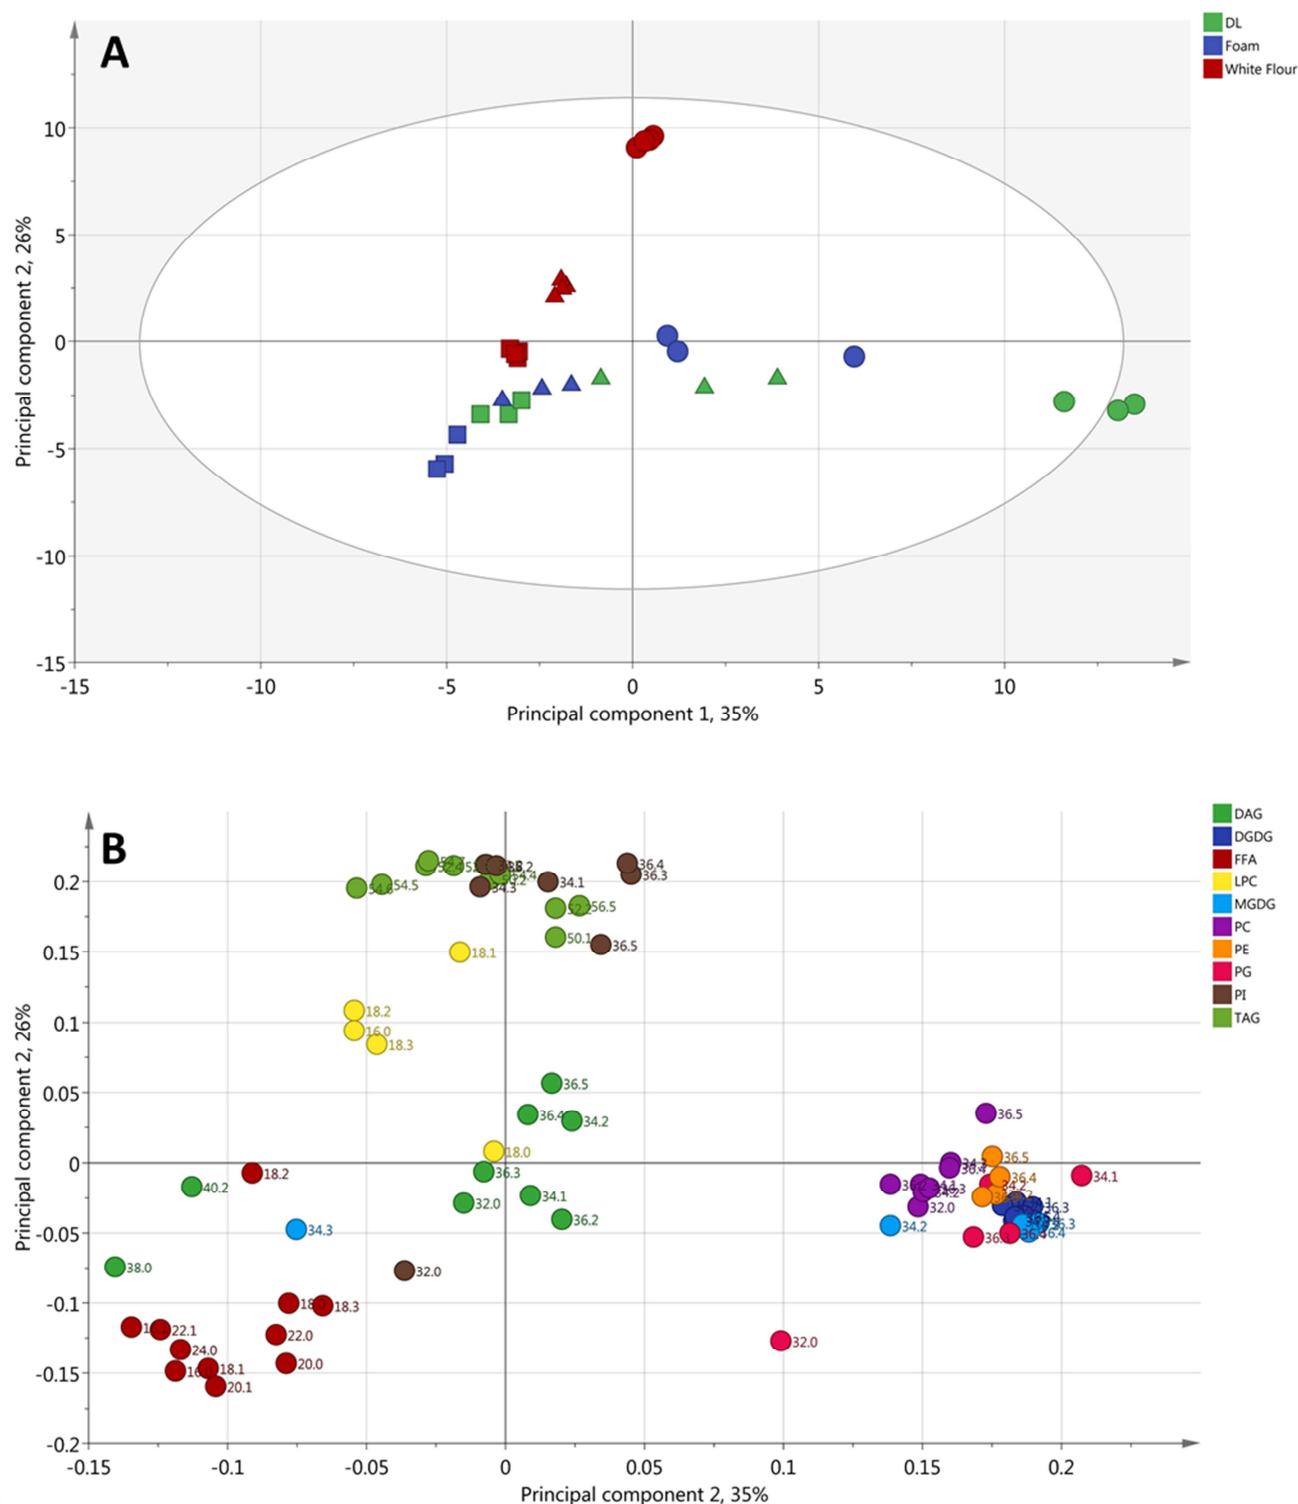 A
DL
Foam
White Flour
10
5
0
-5
-10
-15
-15 -10 -5 0 5 10
Principal component 2, 26%
Principal component 1, 35%
B
DAG
DGDG
FFA
LPC
MGDG
PC
PE
PG
PI
TAG
0.2
0.15
0.1
0.05
0
-0.05
-0.1
-0.15
-0.2
-0.15 -0.1 -0.05 0 0.05 0.1 0.15 0.2
Principal component 2, 26%
Principal component 2, 35%
36.4
36.3
34.3
34.1
54.5
56.5
50.1
36.5
18.1
18.2
16.0
18.3
36.5
36.4
34.2
18.0
36.3
32.0
34.1
36.2
18.2
40.2
34.3
38.0
32.0
18.3
22.1
22.0
24.0
20.0
18.1
20.1
36.5
36.5
36.4
34.1
34.2
32.0
34.2
36.3
32.0